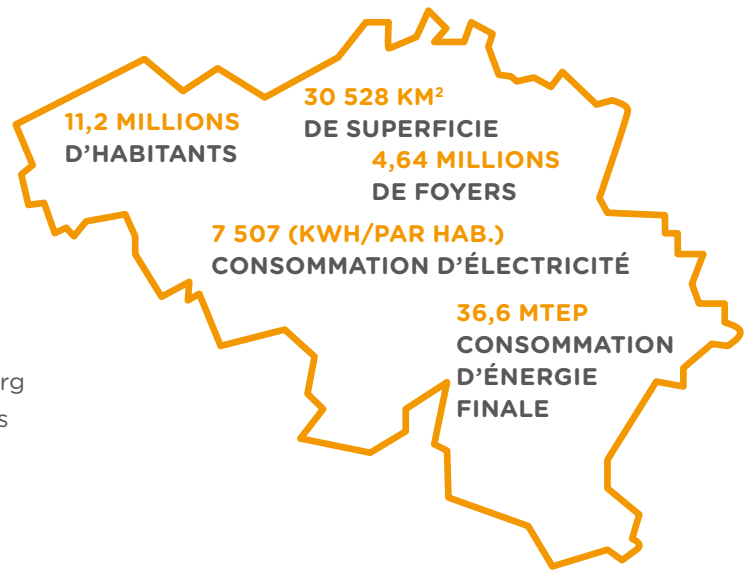 30 528 KM²
DE SUPERFICIE
11,2 MILLIONS
D'HABITANTS
4,64 MILLIONS
DE FOYERS
7 507 (KWH/PAR HAB.)
CONSOMMATION D'ÉLECTRICITÉ
36,6 MTEP
CONSOMMATION
D'ÉNERGIE
FINALE
rg
s